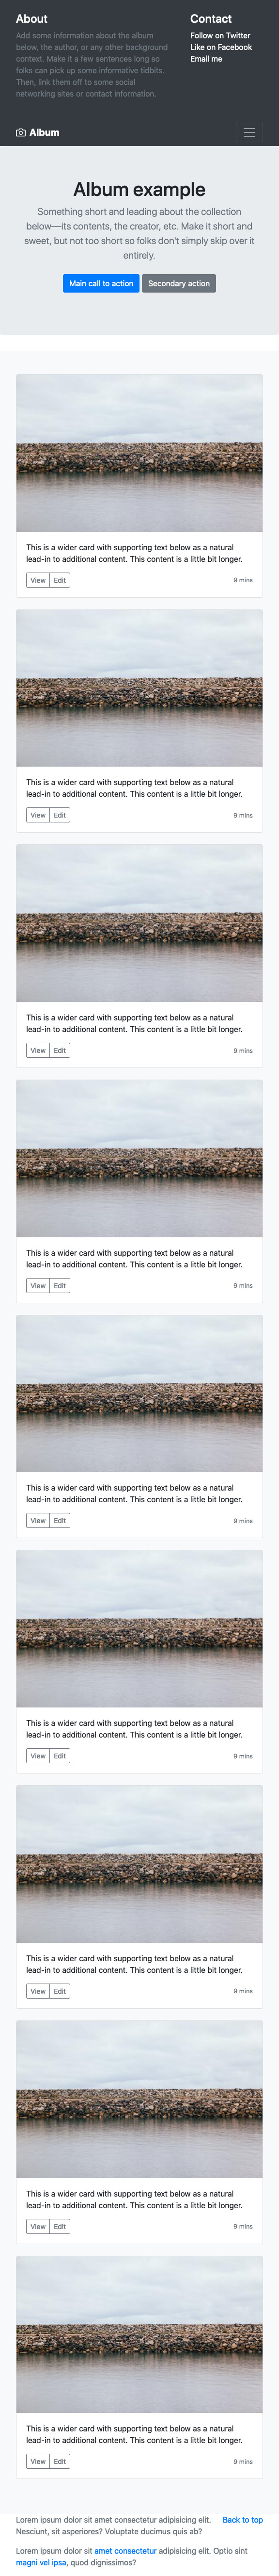 About
Add some information about the album
below, the author, or any other background
context. Make it a few sentences long so
folks can pick up some informative tidbits.
Then, link them off to some social
networking sites or contact information.
Contact
Follow on Twitter
Like on Facebook
Email me
Album
Album example
Something short and leading about the collection
below—its contents, the creator, etc. Make it short and
sweet, but not too short so folks don't simply skip over it
entirely.
Main call to action
Secondary action
This is a wider card with supporting text below as a natural
lead-in to additional content. This content is a little bit longer.
View Edit 9 mins
This is a wider card with supporting text below as a natural
lead-in to additional content. This content is a little bit longer.
View Edit 9 mins
This is a wider card with supporting text below as a natural
lead-in to additional content. This content is a little bit longer.
View Edit 9 mins
This is a wider card with supporting text below as a natural
lead-in to additional content. This content is a little bit longer.
View Edit 9 mins
This is a wider card with supporting text below as a natural
lead-in to additional content. This content is a little bit longer.
View Edit 9 mins
This is a wider card with supporting text below as a natural
lead-in to additional content. This content is a little bit longer.
View Edit 9 mins
This is a wider card with supporting text below as a natural
lead-in to additional content. This content is a little bit longer.
View Edit 9 mins
This is a wider card with supporting text below as a natural
lead-in to additional content. This content is a little bit longer.
View Edit 9 mins
This is a wider card with supporting text below as a natural
lead-in to additional content. This content is a little bit longer.
View Edit 9 mins
Lorem ipsum dolor sit amet consectetur adipisicing elit. Back to top
Nesciunt, sit asperiores? Voluptate ducimus quis ab?
Lorem ipsum dolor sit amet consectetur adipisicing elit. Optio sint
magni vel ipsa, quod dignissimos?